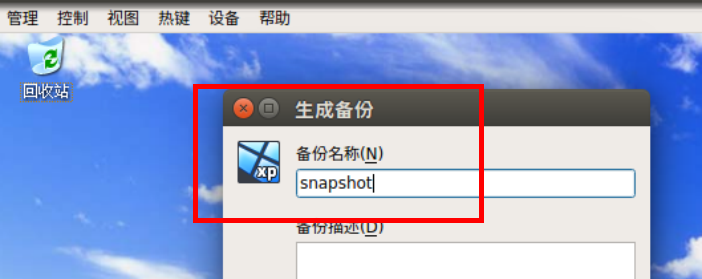 管理 控制 视图 热键 设备 帮助
回收站
生成备份
xp
备份名称(N)
snapshot
备份描述(D)